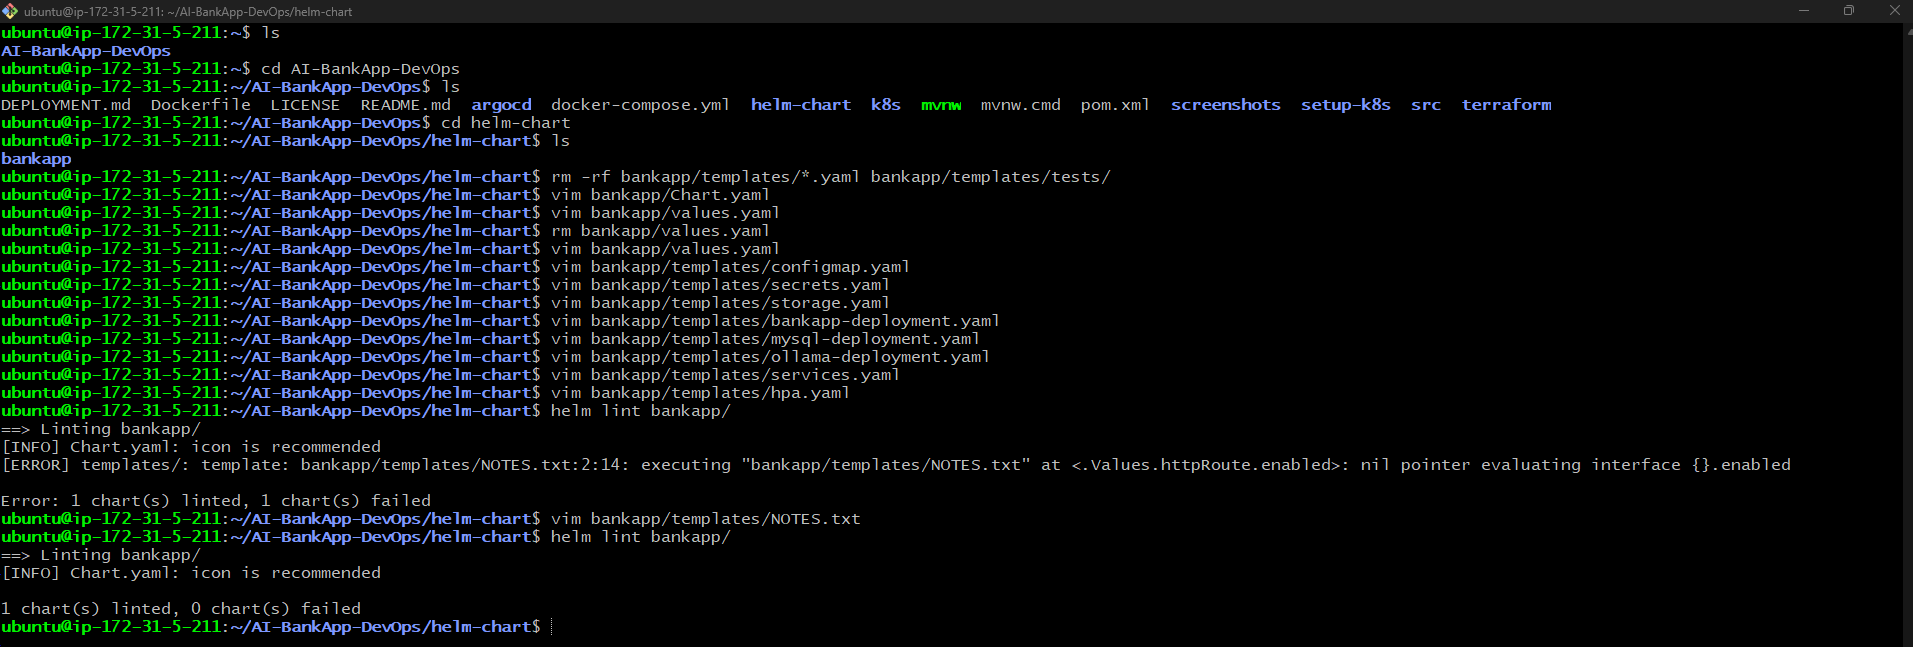 ubuntu@ip-172-31-5-211: ~/AI-BankApp-DevOps/helm-chart
ubuntu@ip-172-31-5-211:~$ ls
AI-BankApp-DevOps
ubuntu@ip-172-31-5-211:~$ cd AI-BankApp-DevOps
ubuntu@ip-172-31-5-211:~/AI-BankApp-DevOps$ ls
DEPLOYMENT.md  Dockerfile  LICENSE  README.md  argocd  docker-compose.yml  helm-chart  k8s  mvnw  mvnw.cmd  pom.xml  screenshots  setup-k8s  src  terraform
ubuntu@ip-172-31-5-211:~/AI-BankApp-DevOps$ cd helm-chart
ubuntu@ip-172-31-5-211:~/AI-BankApp-DevOps/helm-chart$ ls
bankapp
ubuntu@ip-172-31-5-211:~/AI-BankApp-DevOps/helm-chart$ rm -rf bankapp/templates/*.yaml bankapp/templates/tests/
ubuntu@ip-172-31-5-211:~/AI-BankApp-DevOps/helm-chart$ vim bankapp/Chart.yaml
ubuntu@ip-172-31-5-211:~/AI-BankApp-DevOps/helm-chart$ vim bankapp/values.yaml
ubuntu@ip-172-31-5-211:~/AI-BankApp-DevOps/helm-chart$ rm bankapp/values.yaml
ubuntu@ip-172-31-5-211:~/AI-BankApp-DevOps/helm-chart$ vim bankapp/values.yaml
ubuntu@ip-172-31-5-211:~/AI-BankApp-DevOps/helm-chart$ vim bankapp/templates/configmap.yaml
ubuntu@ip-172-31-5-211:~/AI-BankApp-DevOps/helm-chart$ vim bankapp/templates/secrets.yaml
ubuntu@ip-172-31-5-211:~/AI-BankApp-DevOps/helm-chart$ vim bankapp/templates/storage.yaml
ubuntu@ip-172-31-5-211:~/AI-BankApp-DevOps/helm-chart$ vim bankapp/templates/bankapp-deployment.yaml
ubuntu@ip-172-31-5-211:~/AI-BankApp-DevOps/helm-chart$ vim bankapp/templates/mysql-deployment.yaml
ubuntu@ip-172-31-5-211:~/AI-BankApp-DevOps/helm-chart$ vim bankapp/templates/ollama-deployment.yaml
ubuntu@ip-172-31-5-211:~/AI-BankApp-DevOps/helm-chart$ vim bankapp/templates/services.yaml
ubuntu@ip-172-31-5-211:~/AI-BankApp-DevOps/helm-chart$ vim bankapp/templates/hpa.yaml
ubuntu@ip-172-31-5-211:~/AI-BankApp-DevOps/helm-chart$ helm lint bankapp/
==> Linting bankapp/
[INFO] Chart.yaml: icon is recommended
[ERROR] templates/: template: bankapp/templates/NOTES.txt:2:14: executing "bankapp/templates/NOTES.txt" at <.Values.httpRoute.enabled>: nil pointer evaluating interface {}.enabled
Error: 1 chart(s) linted, 1 chart(s) failed
ubuntu@ip-172-31-5-211:~/AI-BankApp-DevOps/helm-chart$ vim bankapp/templates/NOTES.txt
ubuntu@ip-172-31-5-211:~/AI-BankApp-DevOps/helm-chart$ helm lint bankapp/
==> Linting bankapp/
[INFO] Chart.yaml: icon is recommended
1 chart(s) linted, 0 chart(s) failed
ubuntu@ip-172-31-5-211:~/AI-BankApp-DevOps/helm-chart$